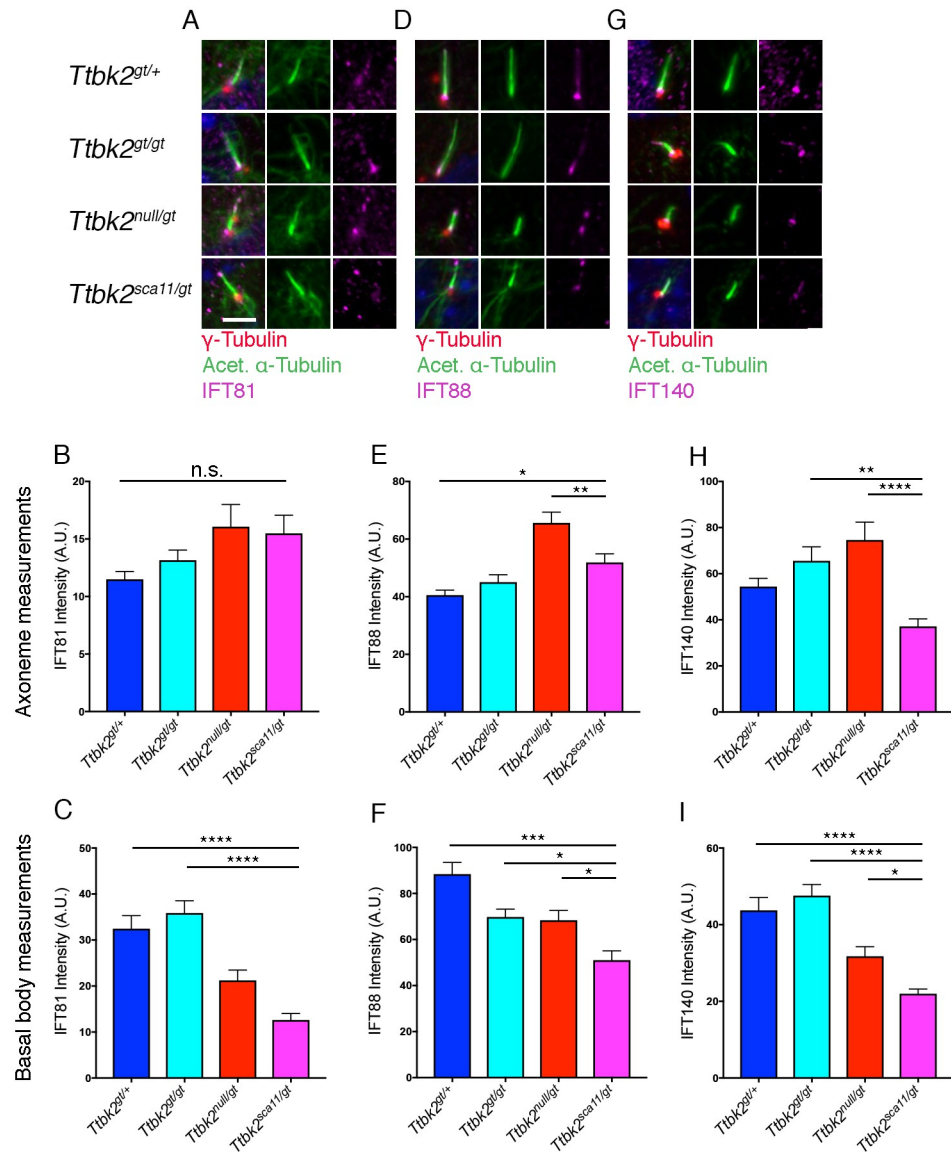 A D G
Ttbk2gt/+
Ttbk2gt/gt
Ttbk2null/gt
Ttbk2sca11/gt
γ-Tubulin
Acet. α-Tubulin
IFT81
γ-Tubulin
Acet. α-Tubulin
IFT88
γ-Tubulin
Acet. α-Tubulin
IFT140
Axoneme measurements
B
n.s.
IFT81 Intensity (A.U.)
20
15
10
5
0
Ttbk2gt/+
Ttbk2gt/gt
Ttbk2null/gt
Ttbk2sca11/gt
E
*
**
IFT88 Intensity (A.U.)
80
60
40
20
0
Ttbk2gt/+
Ttbk2gt/gt
Ttbk2null/gt
Ttbk2sca11/gt
H
**
****
IFT140 Intensity (A.U.)
100
80
60
40
20
0
Ttbk2gt/+
Ttbk2gt/gt
Ttbk2null/gt
Ttbk2sca11/gt
Basal body measurements
C
****
****
IFT81 Intensity (A.U.)
50
40
30
20
10
0
Ttbk2gt/+
Ttbk2gt/gt
Ttbk2null/gt
Ttbk2sca11/gt
F
***
*
*
IFT88 Intensity (A.U.)
100
80
60
40
20
0
Ttbk2gt/+
Ttbk2gt/gt
Ttbk2null/gt
Ttbk2sca11/gt
I
****
****
*
IFT140 Intensity (A.U.)
60
40
20
0
Ttbk2gt/+
Ttbk2gt/gt
Ttbk2null/gt
Ttbk2sca11/gt